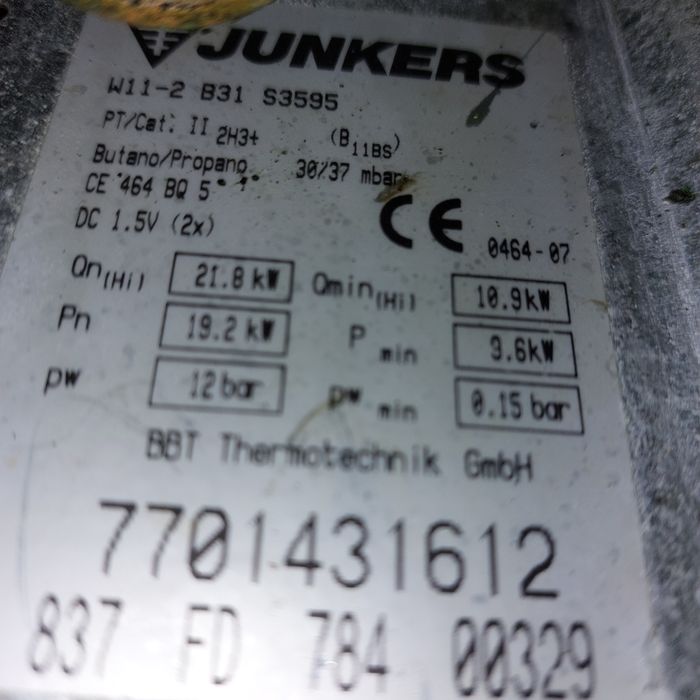 JUNKERS
W11-2 B31 S3595
PT/Cat. II 2H3+ (B11BS)
Butano/Propano 30/37 mbar
CE 464 BQ 5
DC 1.5V (2x)
0464-07
Qn(Hi) 21.8 kW Qmin(Hi) 10.9kW
Pn 19.2 kW P min 9.6kW
pw 12 bar pw min 0.15 bar
BBT Thermotechnik GmbH
7701431612
837 FD 784 00329